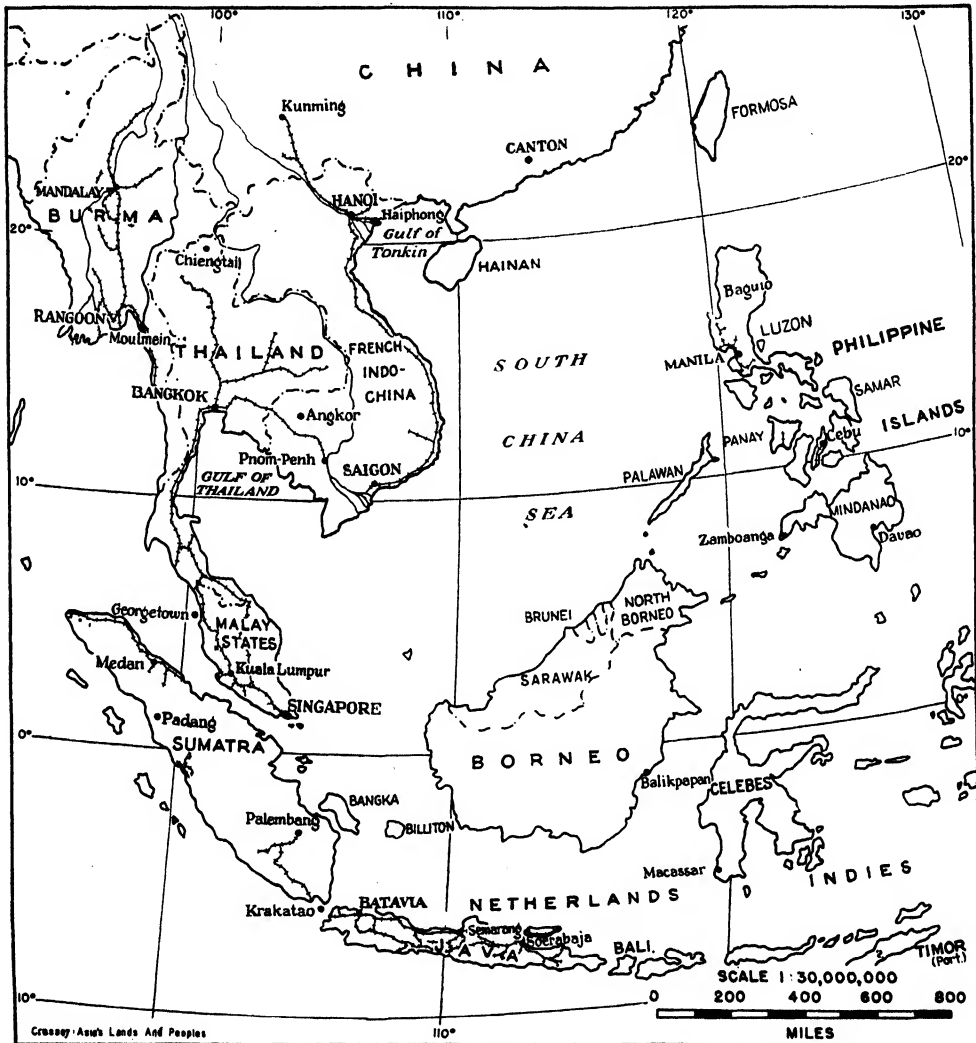 100° 110° 120° 130°
CHINA
Kunming
FORMOSA
CANTON
20°
MANDALAY
HANOI
BURMA
Haiphong
20°
Gulf of
Tonkin
Chiengtail
HAINAN
Baguio
RANGOON
Moulmein
LUZON
THAILAND
FRENCH
INDO-
CHINA
SOUTH
PHILIPPINE
MANILA
BANGKOK
SAMAR
Angkor
ISLANDS
CHINA
PANAY
Cebu
10°
Pnom-Penh
SAIGON
PALAWAN
GULF OF
THAILAND
10°
SEA
MINDANAO
Zamboanga
Davao
Georgetown
MALAY
STATES
BRUNEI
NORTH
BORNEO
Medan
Kuala Lumpur
SARAWAK
SINGAPORE
Padang
0°
SUMATRA
BORNEO
Balikpapan
CELEBES
BANGKA
Palembang
BILLITON
Macassar
INDIES
NETHERLANDS
Krakatao
BATAVIA
Semarang
Soerabaja
JAVA
BALI.
TIMOR
(Port.)
SCALE 1:30,000,000
0 200 400 600 800
MILES
10°
110°
Cressey: Asia's Lands And Peoples